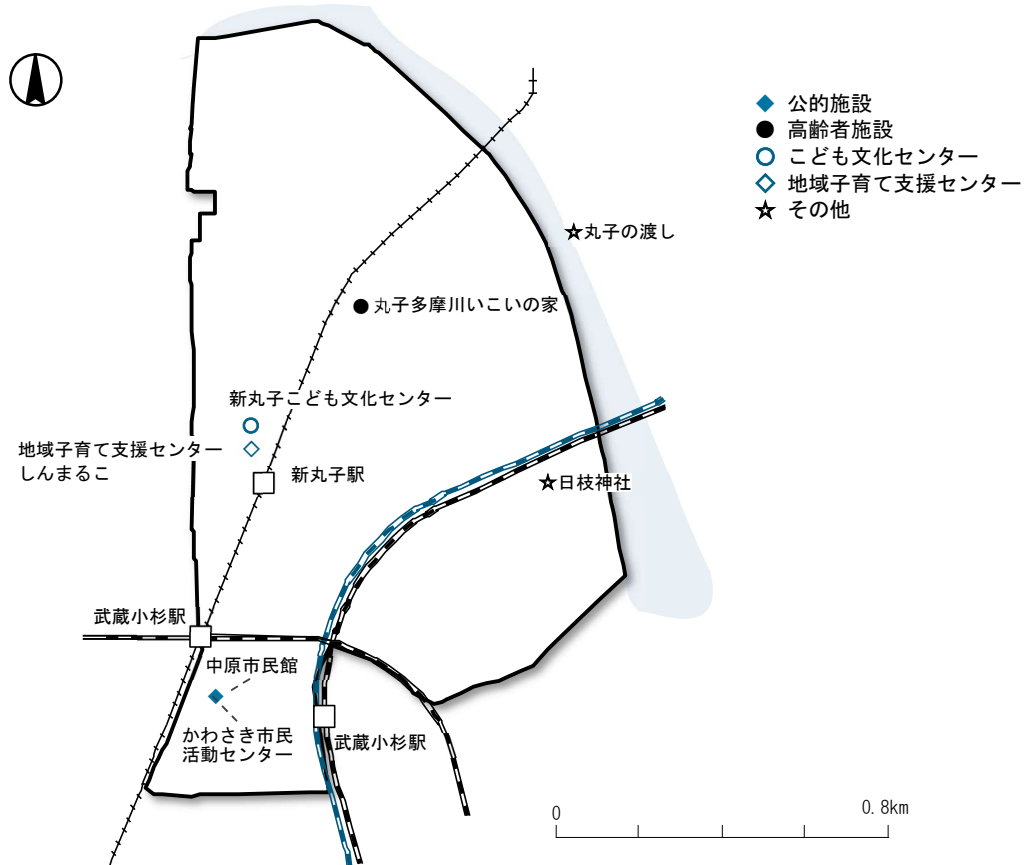 公的施設
高齢者施設
こども文化センター
地域子育て支援センター
その他
丸子の渡し
丸子多摩川いこいの家
新丸子こども文化センター
地域子育て支援センター
しんまるこ
新丸子駅
日枝神社
武蔵小杉駅
中原市民館
かわさき市民
活動センター
武蔵小杉駅
0
0.8km